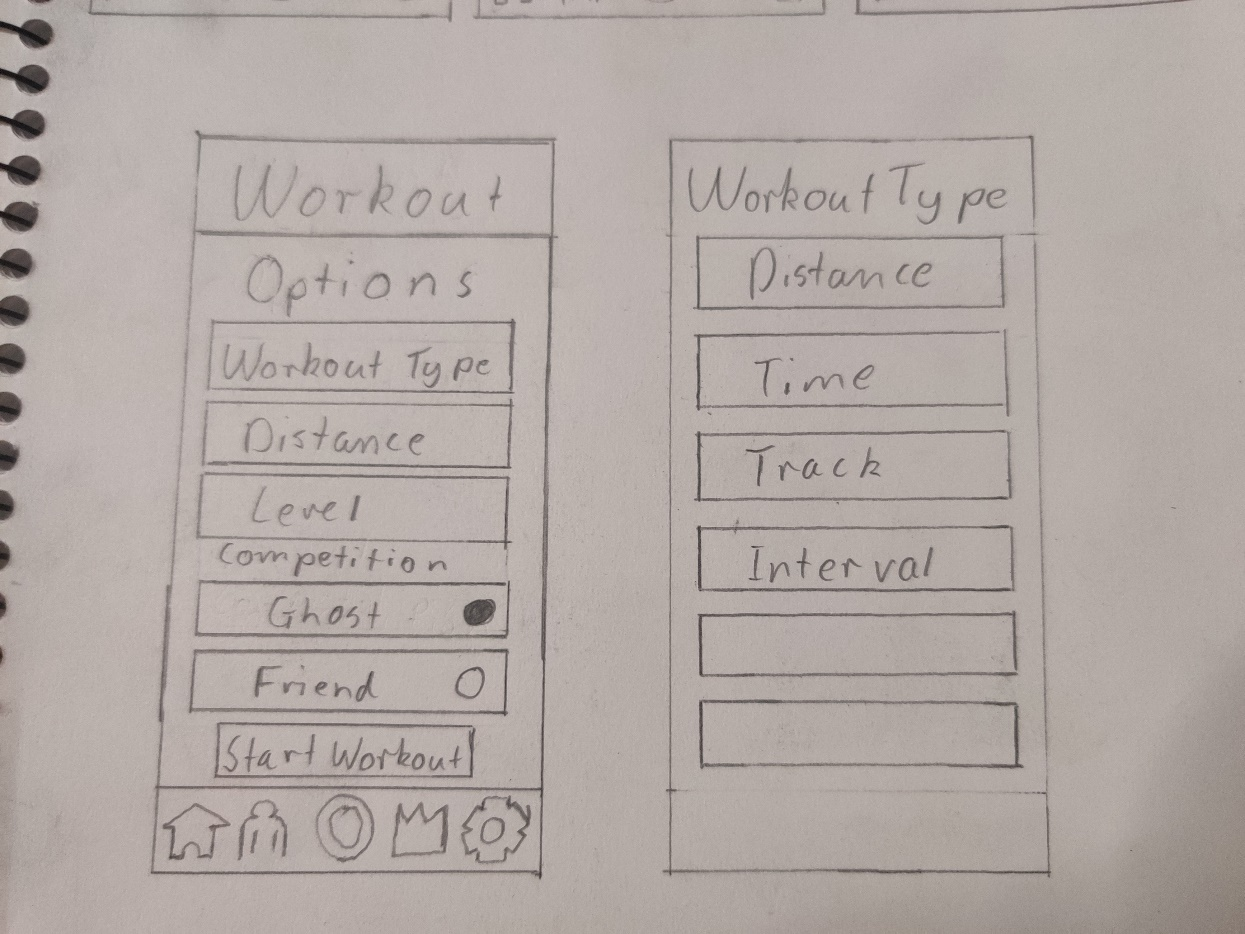 Workout
Options
Workout Type
Distance
Level
Competition
Ghost
Friend
Start Workout
Workout Type
Distance
Time
Track
Interval